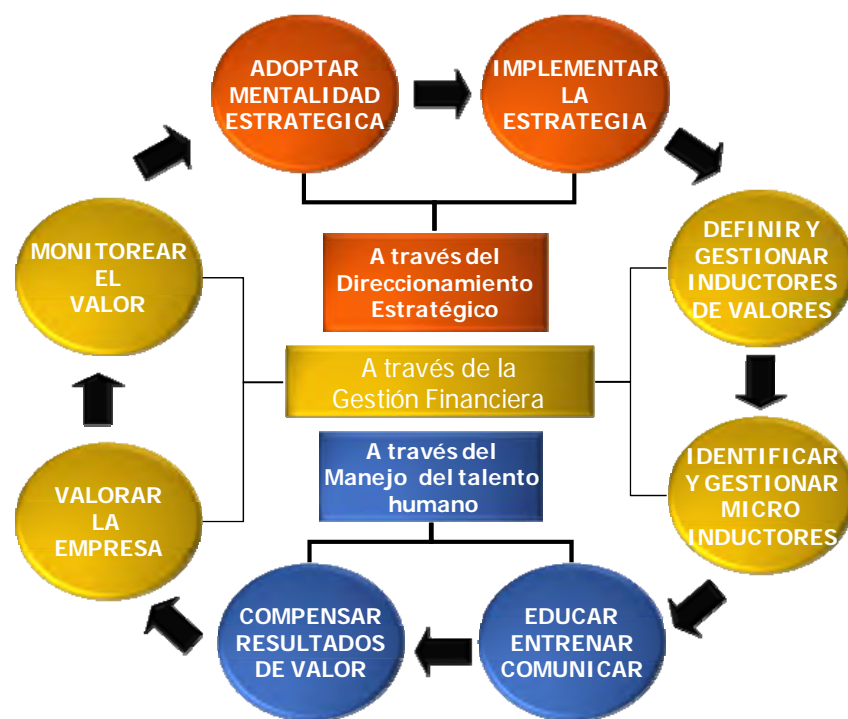 ADOPTAR
MENTALIDAD
ESTRATEGICA
IMPLEMENTAR
LA
ESTRATEGIA
DEFINIR Y
GESTIONAR
INDUCTORES
DE VALORES
IDENTIFICAR
Y GESTIONAR
MICRO
INDUCTORES
EDUCAR
ENTRENAR
COMUNICAR
COMPENSAR
RESULTADOS
DE VALOR
VALORAR
LA
EMPRESA
MONITOREAR
EL
VALOR
A través del
Direccionamiento
Estratégico
A través de la
Gestión Financiera
A través del
Manejo del talento
humano